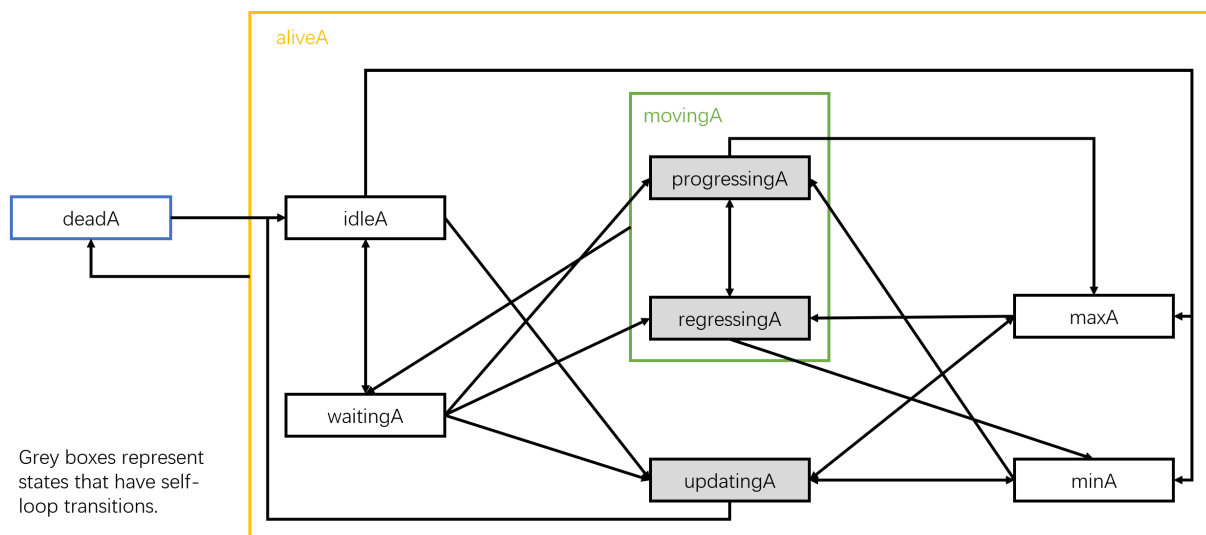 aliveA
movingA
progressingA
deadA
idleA
regressingA
maxA
waitingA
updatingA
minA
Grey boxes represent
states that have self-
loop transitions.